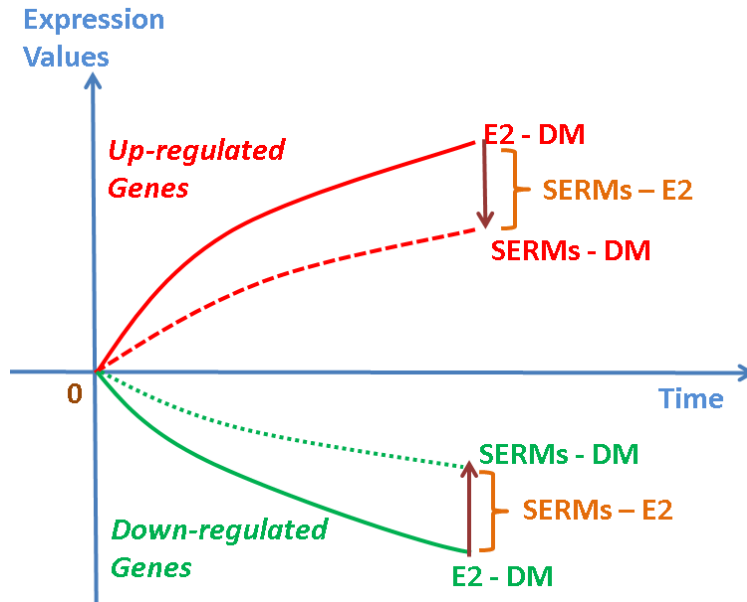 Expression
Values
Up-regulated
Genes
E2 - DM
SERMs – E2
SERMs - DM
0
Time
SERMs - DM
SERMs – E2
Down-regulated
Genes
E2 - DM